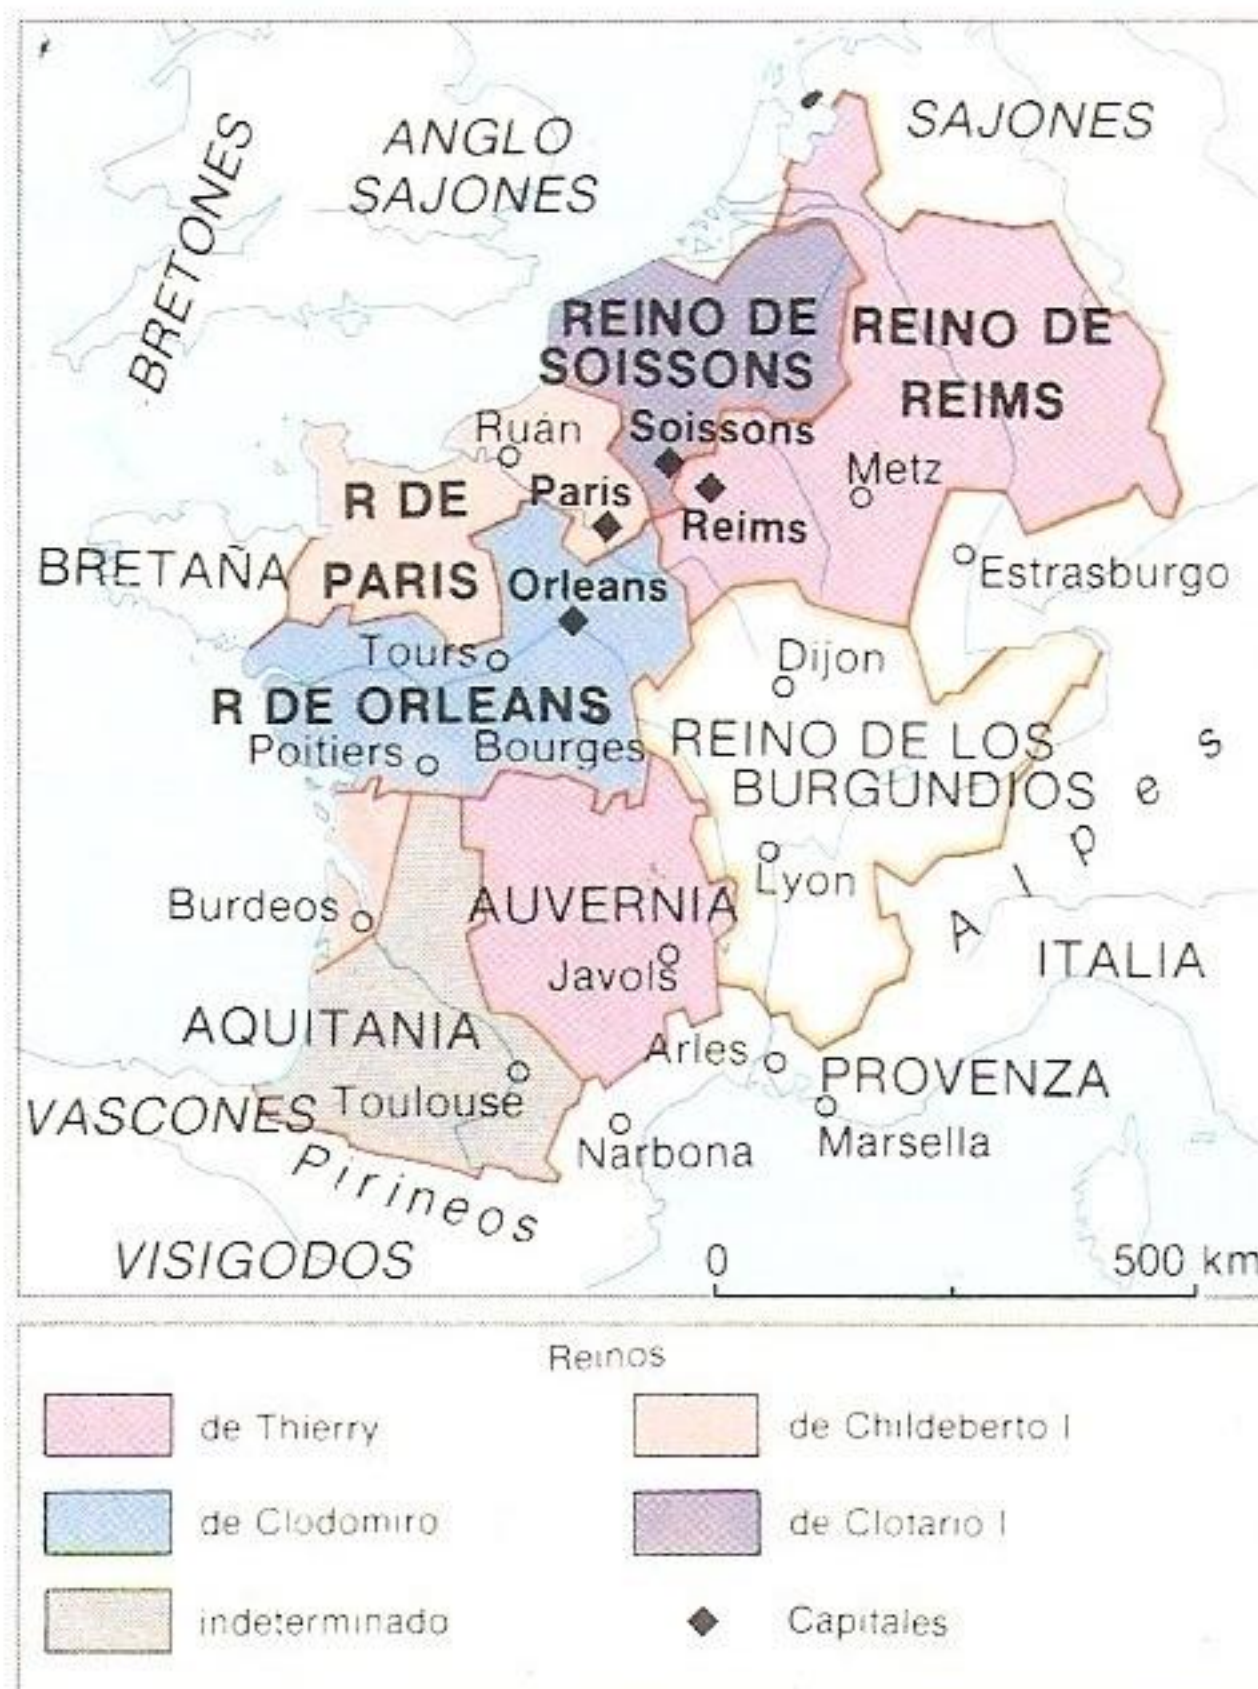 SAJONES
ANGLO
SAJONES
BRETONES
REINO DE
SOISSONS
REINO DE
REIMS
Ruán
Soissons
Metz
R DE
PARIS
Paris
Reims
BRETAÑA
Orleans
Estrasburgo
Tours
Dijon
R DE ORLEANS
Poitiers
Bourges
REINO DE LOS
BURGUNDIOS
Alpes
Lyon
Burdeos
AUVERNIA
Javols
ITALIA
AQUITANIA
Arles
PROVENZA
VASCONES
Toulouse
Narbona
Marsella
Pirineos
VISIGODOS
0
500 km
Reinos
de Thierry
de Childeberto I
de Clodomiro
de Clotario I
indeterminado
Capitales